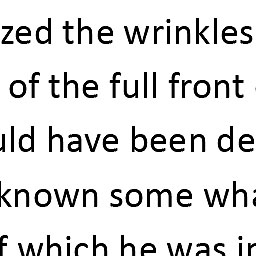 zed the wrinkles
of the full front
uld have been de
known some wha
f which he was in